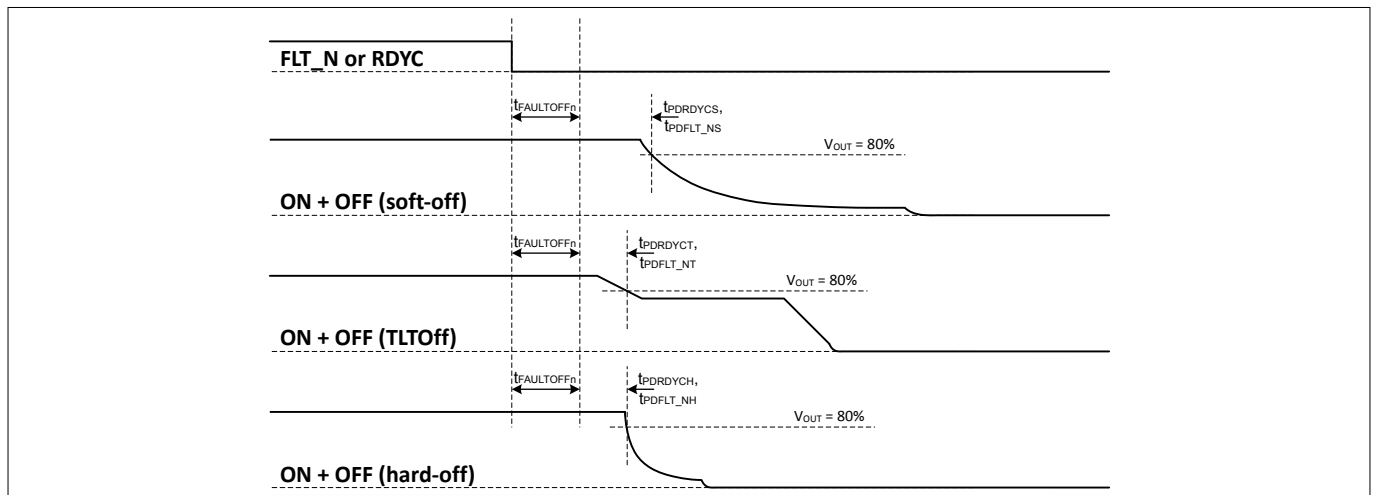 FLT_N or RDYC
tFAULTOFFn
tPDRDYCS,
tPDFLT_NS
VOUT = 80%
ON + OFF (soft-off)
tFAULTOFFn
tPDRDYCT,
tPDFLT_NT
VOUT = 80%
ON + OFF (TLTOff)
tFAULTOFFn
tPDRDYCH,
tPDFLT_NH
VOUT = 80%
ON + OFF (hard-off)